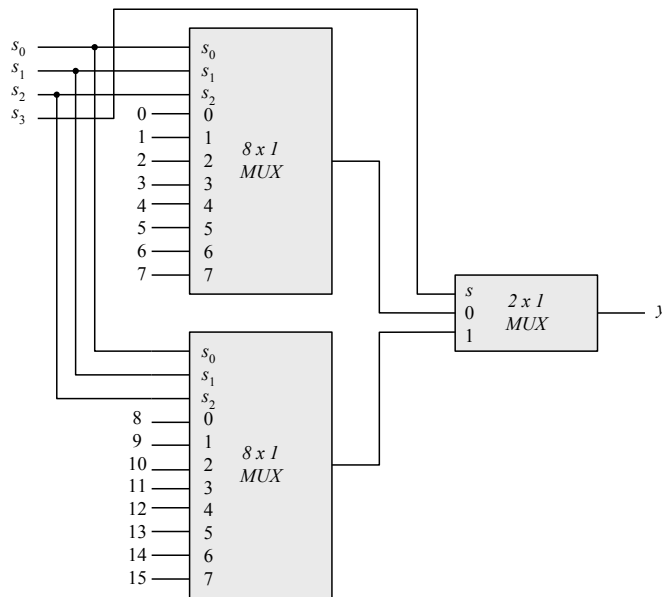 s0 s0
s1 s1
s2 s2
s3
0 0
1 1
2 2
3 3
4 4
5 5
6 6
7 7
8 x 1
MUX
s
0
1
2 x 1
MUX
y
s0
s1
s2
8 0
9 1
10 2
11 3
12 4
13 5
14 6
15 7
8 x 1
MUX